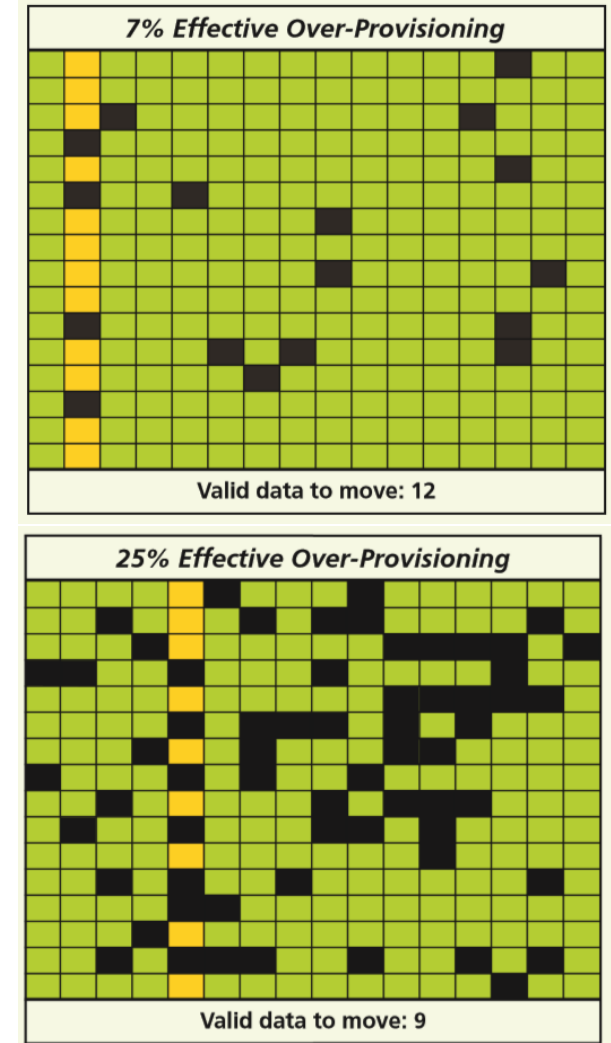 7% Effective Over-Provisioning
Valid data to move: 12
25% Effective Over-Provisioning
Valid data to move: 9